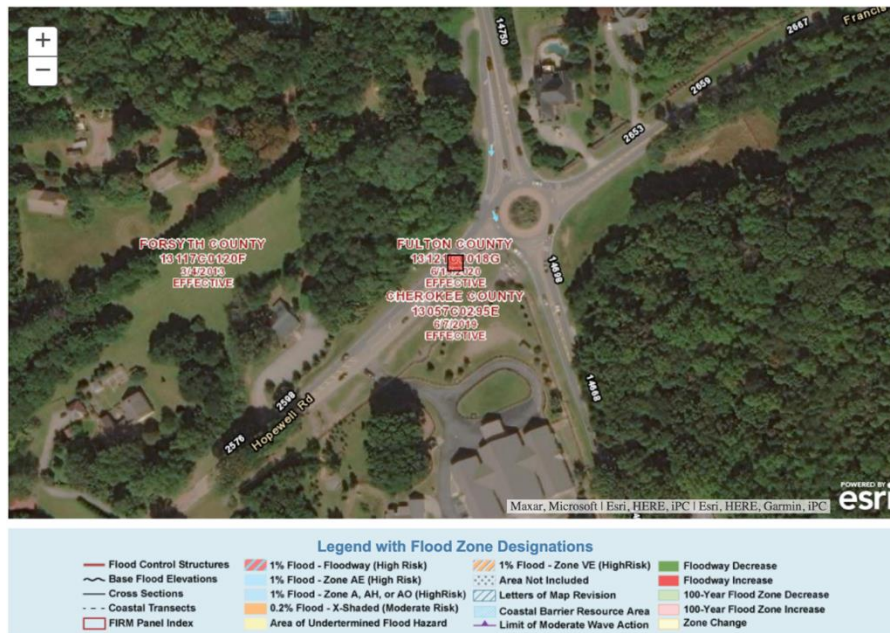 +
−
14750
2667
Francis
2659
2653
FORSYTH COUNTY
13117C0120F
3/4/2013
EFFECTIVE
FULTON COUNTY
EFFECTIVE
CHEROKEE COUNTY
13057C0295E
6/7/2019
EFFECTIVE
14698
14668
2598
2576
Hopewell Rd
POWERED BY
esri
Maxar, Microsoft | Esri, HERE, iPC | Esri, HERE, Garmin, iPC
Legend with Flood Zone Designations
Flood Control Structures
Base Flood Elevations
Cross Sections
Coastal Transects
FIRM Panel Index
1% Flood - Floodway (High Risk)
1% Flood - Zone AE (High Risk)
1% Flood - Zone A, AH, or AO (HighRisk)
0.2% Flood - X-Shaded (Moderate Risk)
Area of Undertermined Flood Hazard
1% Flood - Zone VE (HighRisk)
Area Not Included
Letters of Map Revision
Coastal Barrier Resource Area
Limit of Moderate Wave Action
Floodway Decrease
Floodway Increase
100-Year Flood Zone Decrease
100-Year Flood Zone Increase
Zone Change